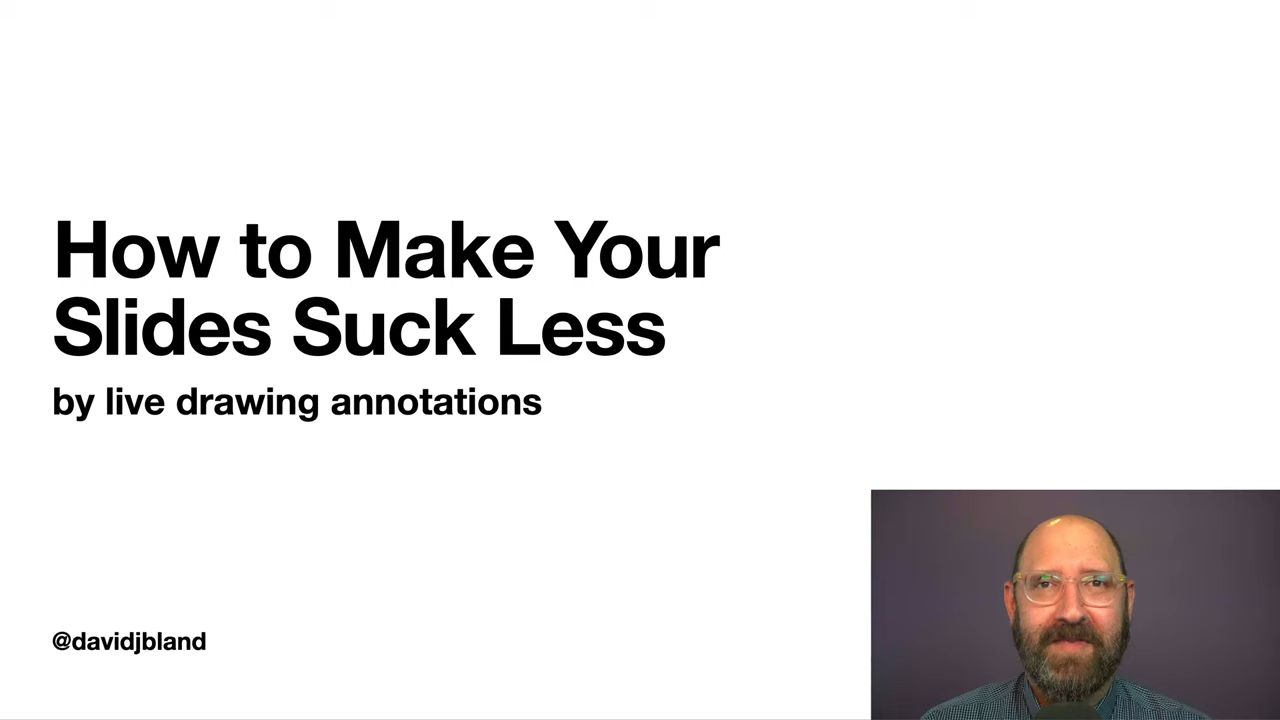 How to Make Your
Slides Suck Less
by live drawing annotations
@davidjbland